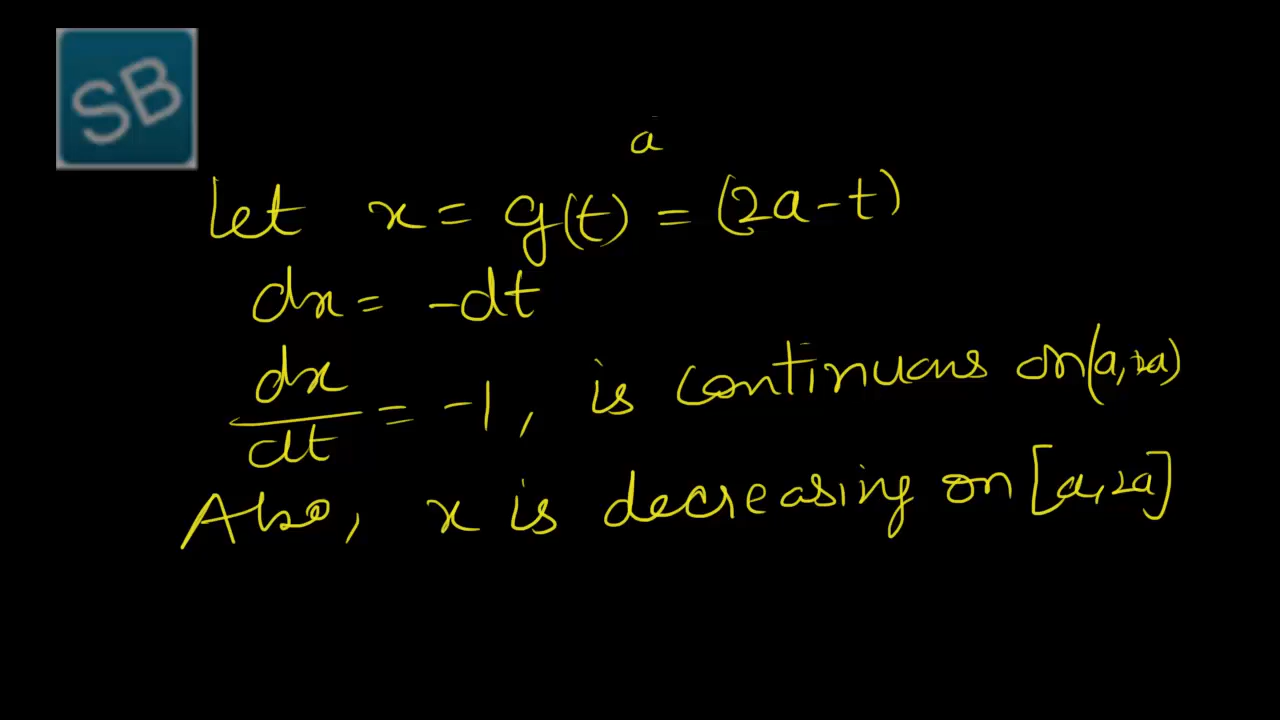 SB
a
Let x = g(t) = (2a-t)
dx = -dt
dx/dt = -1, is continuous on (a, 2a)
Also, x is decreasing on [a, 2a]